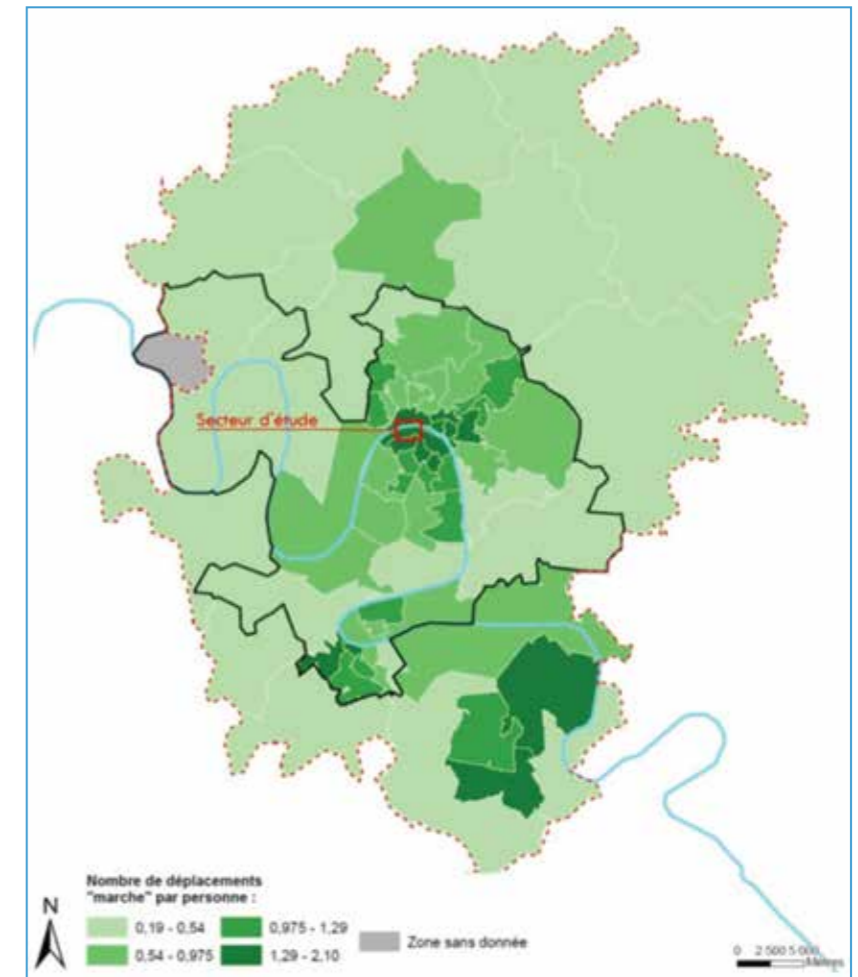 Secteur d'étude
Nombre de déplacements
"marche" par personne :
N
0,19 - 0,54
0,975 - 1,29
0,54 - 0,975
1,29 - 2,10
Zone sans donnée
0 2 500 5 000
Mètres